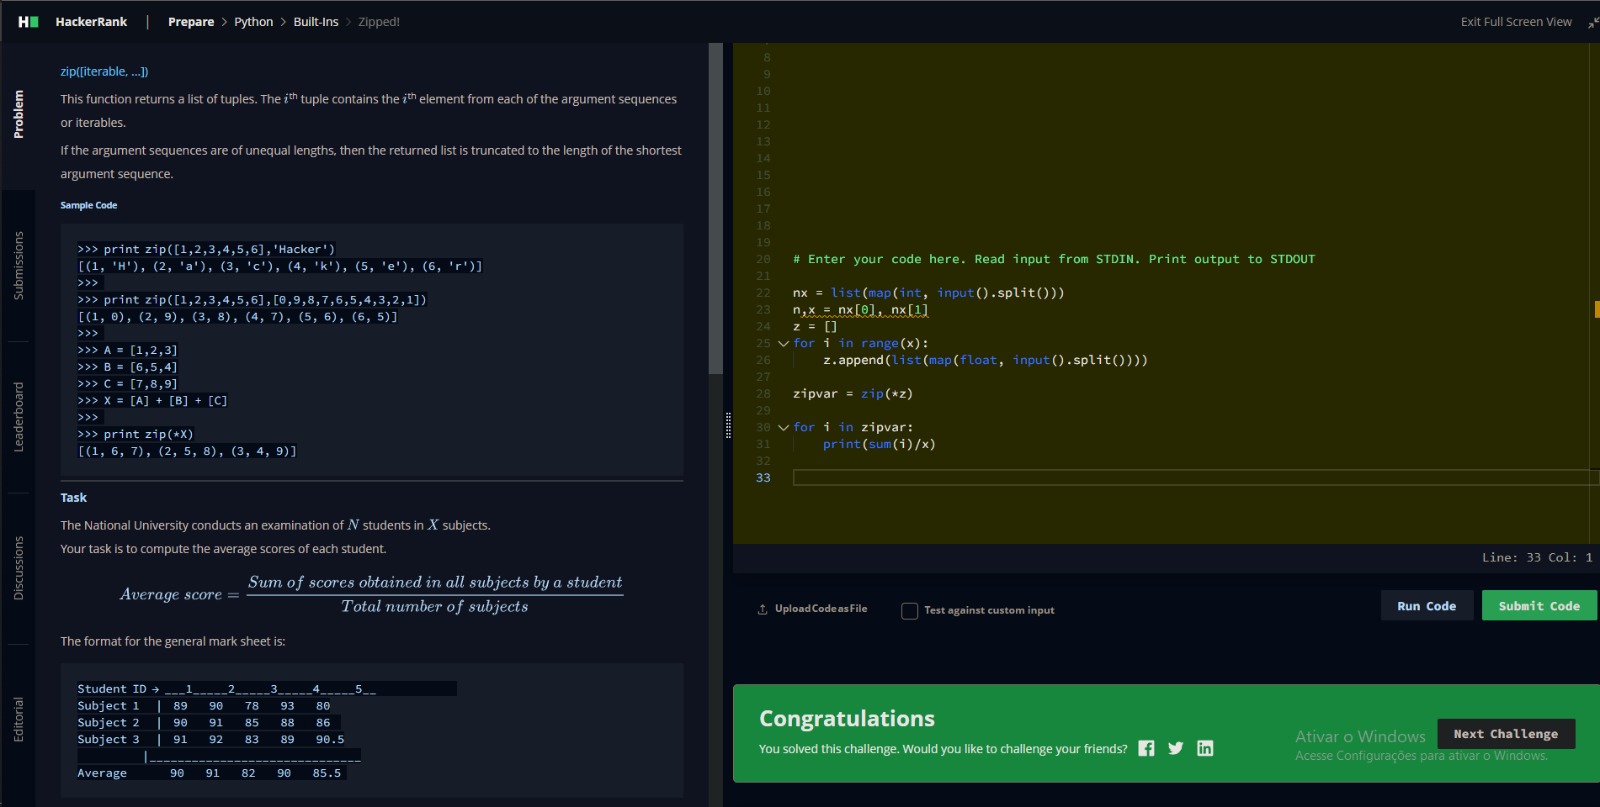 HackerRank | Prepare > Python > Built-Ins > Zipped!
Exit Full Screen View
Problem
Submissions
Leaderboard
Discussions
Editorial
zip([iterable, ...])
This function returns a list of tuples. The ith tuple contains the ith element from each of the argument sequences
or iterables.
If the argument sequences are of unequal lengths, then the returned list is truncated to the length of the shortest
argument sequence.
Sample Code
>>> print zip([1,2,3,4,5,6],'Hacker')
[(1, 'H'), (2, 'a'), (3, 'c'), (4, 'k'), (5, 'e'), (6, 'r')]
>>>
>>> print zip([1,2,3,4,5,6],[0,9,8,7,6,5,4,3,2,1])
[(1, 0), (2, 9), (3, 8), (4, 7), (5, 6), (6, 5)]
>>>
>>> A = [1,2,3]
>>> B = [6,5,4]
>>> C = [7,8,9]
>>> X = [A] + [B] + [C]
>>>
>>> print zip(*X)
[(1, 6, 7), (2, 5, 8), (3, 4, 9)]
Task
The National University conducts an examination of N students in X subjects.
Your task is to compute the average scores of each student.
Average score = Sum of scores obtained in all subjects by a student
Total number of subjects
The format for the general mark sheet is:
Student ID → ___1_____2_____3_____4_____5__
Subject 1 | 89 90 78 93 80
Subject 2 | 90 91 85 88 86
Subject 3 | 91 92 83 89 90.5
|______________________________
Average 90 91 82 90 85.5
8
9
10
11
12
13
14
15
16
17
18
19
20 # Enter your code here. Read input from STDIN. Print output to STDOUT
21
22 nx = list(map(int, input().split()))
23 n,x = nx[0], nx[1]
24 z = []
25 for i in range(x):
26 z.append(list(map(float, input().split())))
27
28 zipvar = zip(*z)
29
30 for i in zipvar:
31 print(sum(i)/x)
32
33
Line: 33 Col: 1
Upload Code as File
Test against custom input
Run Code
Submit Code
Congratulations
You solved this challenge. Would you like to challenge your friends?
Next Challenge
Ativar o Windows
Acesse Configurações para ativar o Windows.